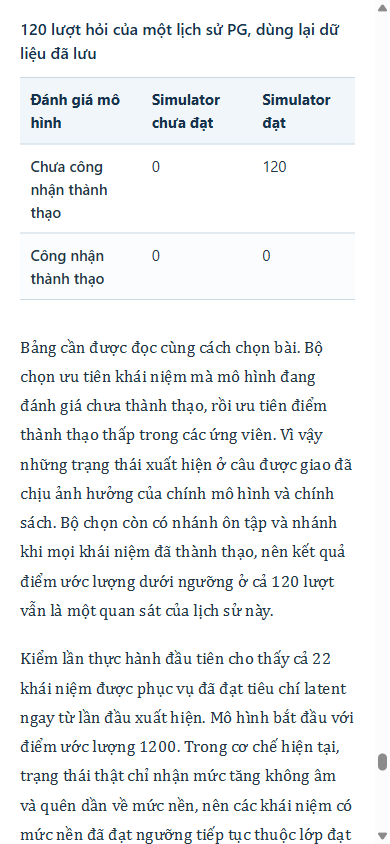 120 lượt hỏi của một lịch sử PG, dùng lại dữ
liệu đã lưu
Đánh giá mô hình | Simulator chưa đạt | Simulator đạt
Chưa công nhận thành thạo | 0 | 120
Công nhận thành thạo | 0 | 0
Bảng cần được đọc cùng cách chọn bài. Bộ
chọn ưu tiên khái niệm mà mô hình đang
đánh giá chưa thành thạo, rồi ưu tiên điểm
thành thạo thấp trong các ứng viên. Vì vậy
những trạng thái xuất hiện ở câu được giao đã
chịu ảnh hưởng của chính mô hình và chính
sách. Bộ chọn còn có nhánh ôn tập và nhánh
khi mọi khái niệm đã thành thạo, nên kết quả
điểm ước lượng dưới ngưỡng ở cả 120 lượt
vẫn là một quan sát của lịch sử này.
Kiểm lần thực hành đầu tiên cho thấy cả 22
khái niệm được phục vụ đã đạt tiêu chí latent
ngay từ lần đầu xuất hiện. Mô hình bắt đầu với
điểm ước lượng 1200. Trong cơ chế hiện tại,
trạng thái thật chỉ nhận mức tăng không âm
và quên dần về mức nền, nên các khái niệm có
mức nền đã đạt ngưỡng tiếp tục thuộc lớp đạt